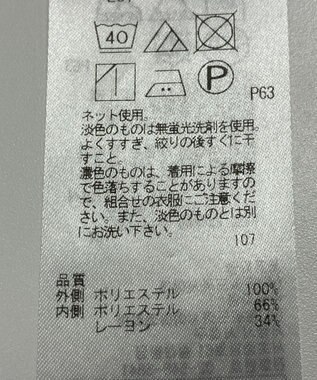 40
P
P63
ネット使用。
淡色のものは無蛍光洗剤を使用。
よくすすぎ、絞りの後すぐに干
すこと。
濃色のものは、着用による摩擦
で色落ちすることがありますの
で、組合せの衣服にご注意くだ
さい。また、淡色のものとは別
にお洗い下さい。
107
品質
外側 ポリエステル 100%
内側 ポリエステル 66%
レーヨン 34%